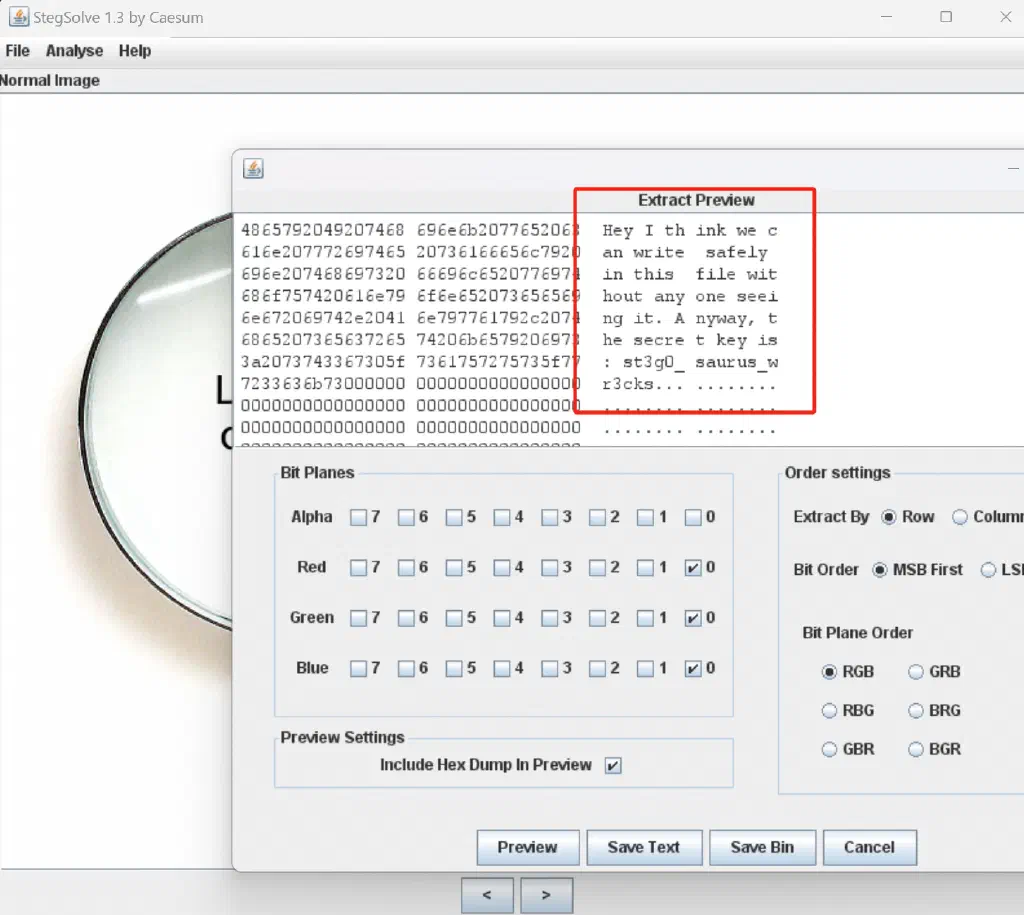 StegSolve 1.3 by Caesum
File Analyse Help
Normal Image
Extract Preview
4865792049207468 696e6b2077652063 Hey I th ink we c
616e207772697465 20736166656c7920 an write  safely
696e207468697320 66696c6520776974 in this  file wit
686f757420616e79 6f6e652073656569 hout any one seei
6e672069742e2041 6e797761792c2074 ng it. A nyway, t
6865207365637265 74206b6579206973 he secre t key is
3a2073743367305f 7361757275735f77 : st3g0_ saurus_w
7233636b73000000 0000000000000000 r3cks... ........
0000000000000000 0000000000000000 ........ ........
0000000000000000 0000000000000000 ........ ........
L
Bit Planes
Alpha 7 6 5 4 3 2 1 0
Red 7 6 5 4 3 2 1 0
Green 7 6 5 4 3 2 1 0
Blue 7 6 5 4 3 2 1 0
Preview Settings
Include Hex Dump In Preview
Order settings
Extract By Row Column
Bit Order MSB First
Bit Plane Order
RGB GRB
RBG BRG
GBR BGR
Preview Save Text Save Bin Cancel
< >